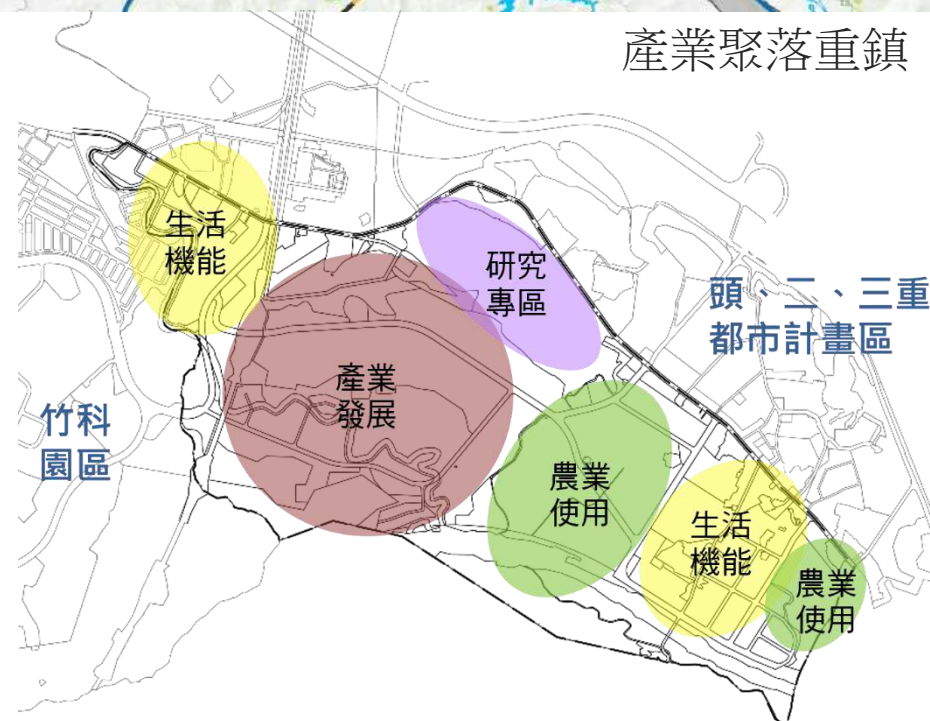 產業聚落重鎮
生活
機能
研究
專區
頭、二、三重
都市計畫區
產業
發展
竹科
園區
農業
使用
生活
機能
農業
使用